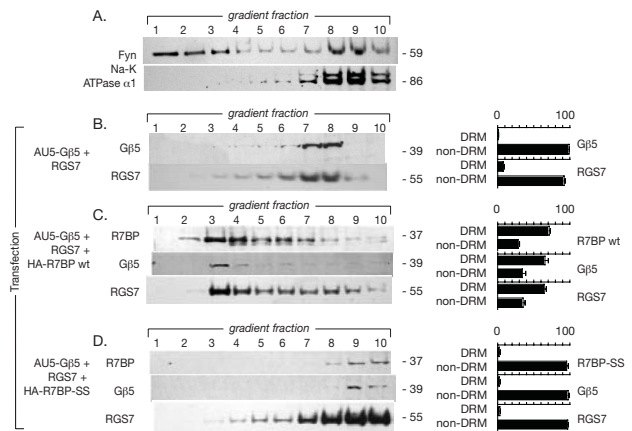 A.
gradient fraction
1 2 3 4 5 6 7 8 9 10
Fyn - 59
Na-K
ATPase α1 - 86
Transfection
B.
gradient fraction
1 2 3 4 5 6 7 8 9 10
AU5-Gβ5 +
RGS7
Gβ5 - 39
RGS7 - 55
0 100
DRM
non-DRM
Gβ5
DRM
non-DRM
RGS7
C.
gradient fraction
1 2 3 4 5 6 7 8 9 10
AU5-Gβ5 +
RGS7 +
HA-R7BP wt
R7BP - 37
Gβ5 - 39
RGS7 - 55
0 100
DRM
non-DRM
R7BP wt
DRM
non-DRM
Gβ5
DRM
non-DRM
RGS7
D.
gradient fraction
1 2 3 4 5 6 7 8 9 10
AU5-Gβ5 +
RGS7 +
HA-R7BP-SS
R7BP - 37
Gβ5 - 39
RGS7 - 55
0 100
DRM
non-DRM
R7BP-SS
DRM
non-DRM
Gβ5
DRM
non-DRM
RGS7